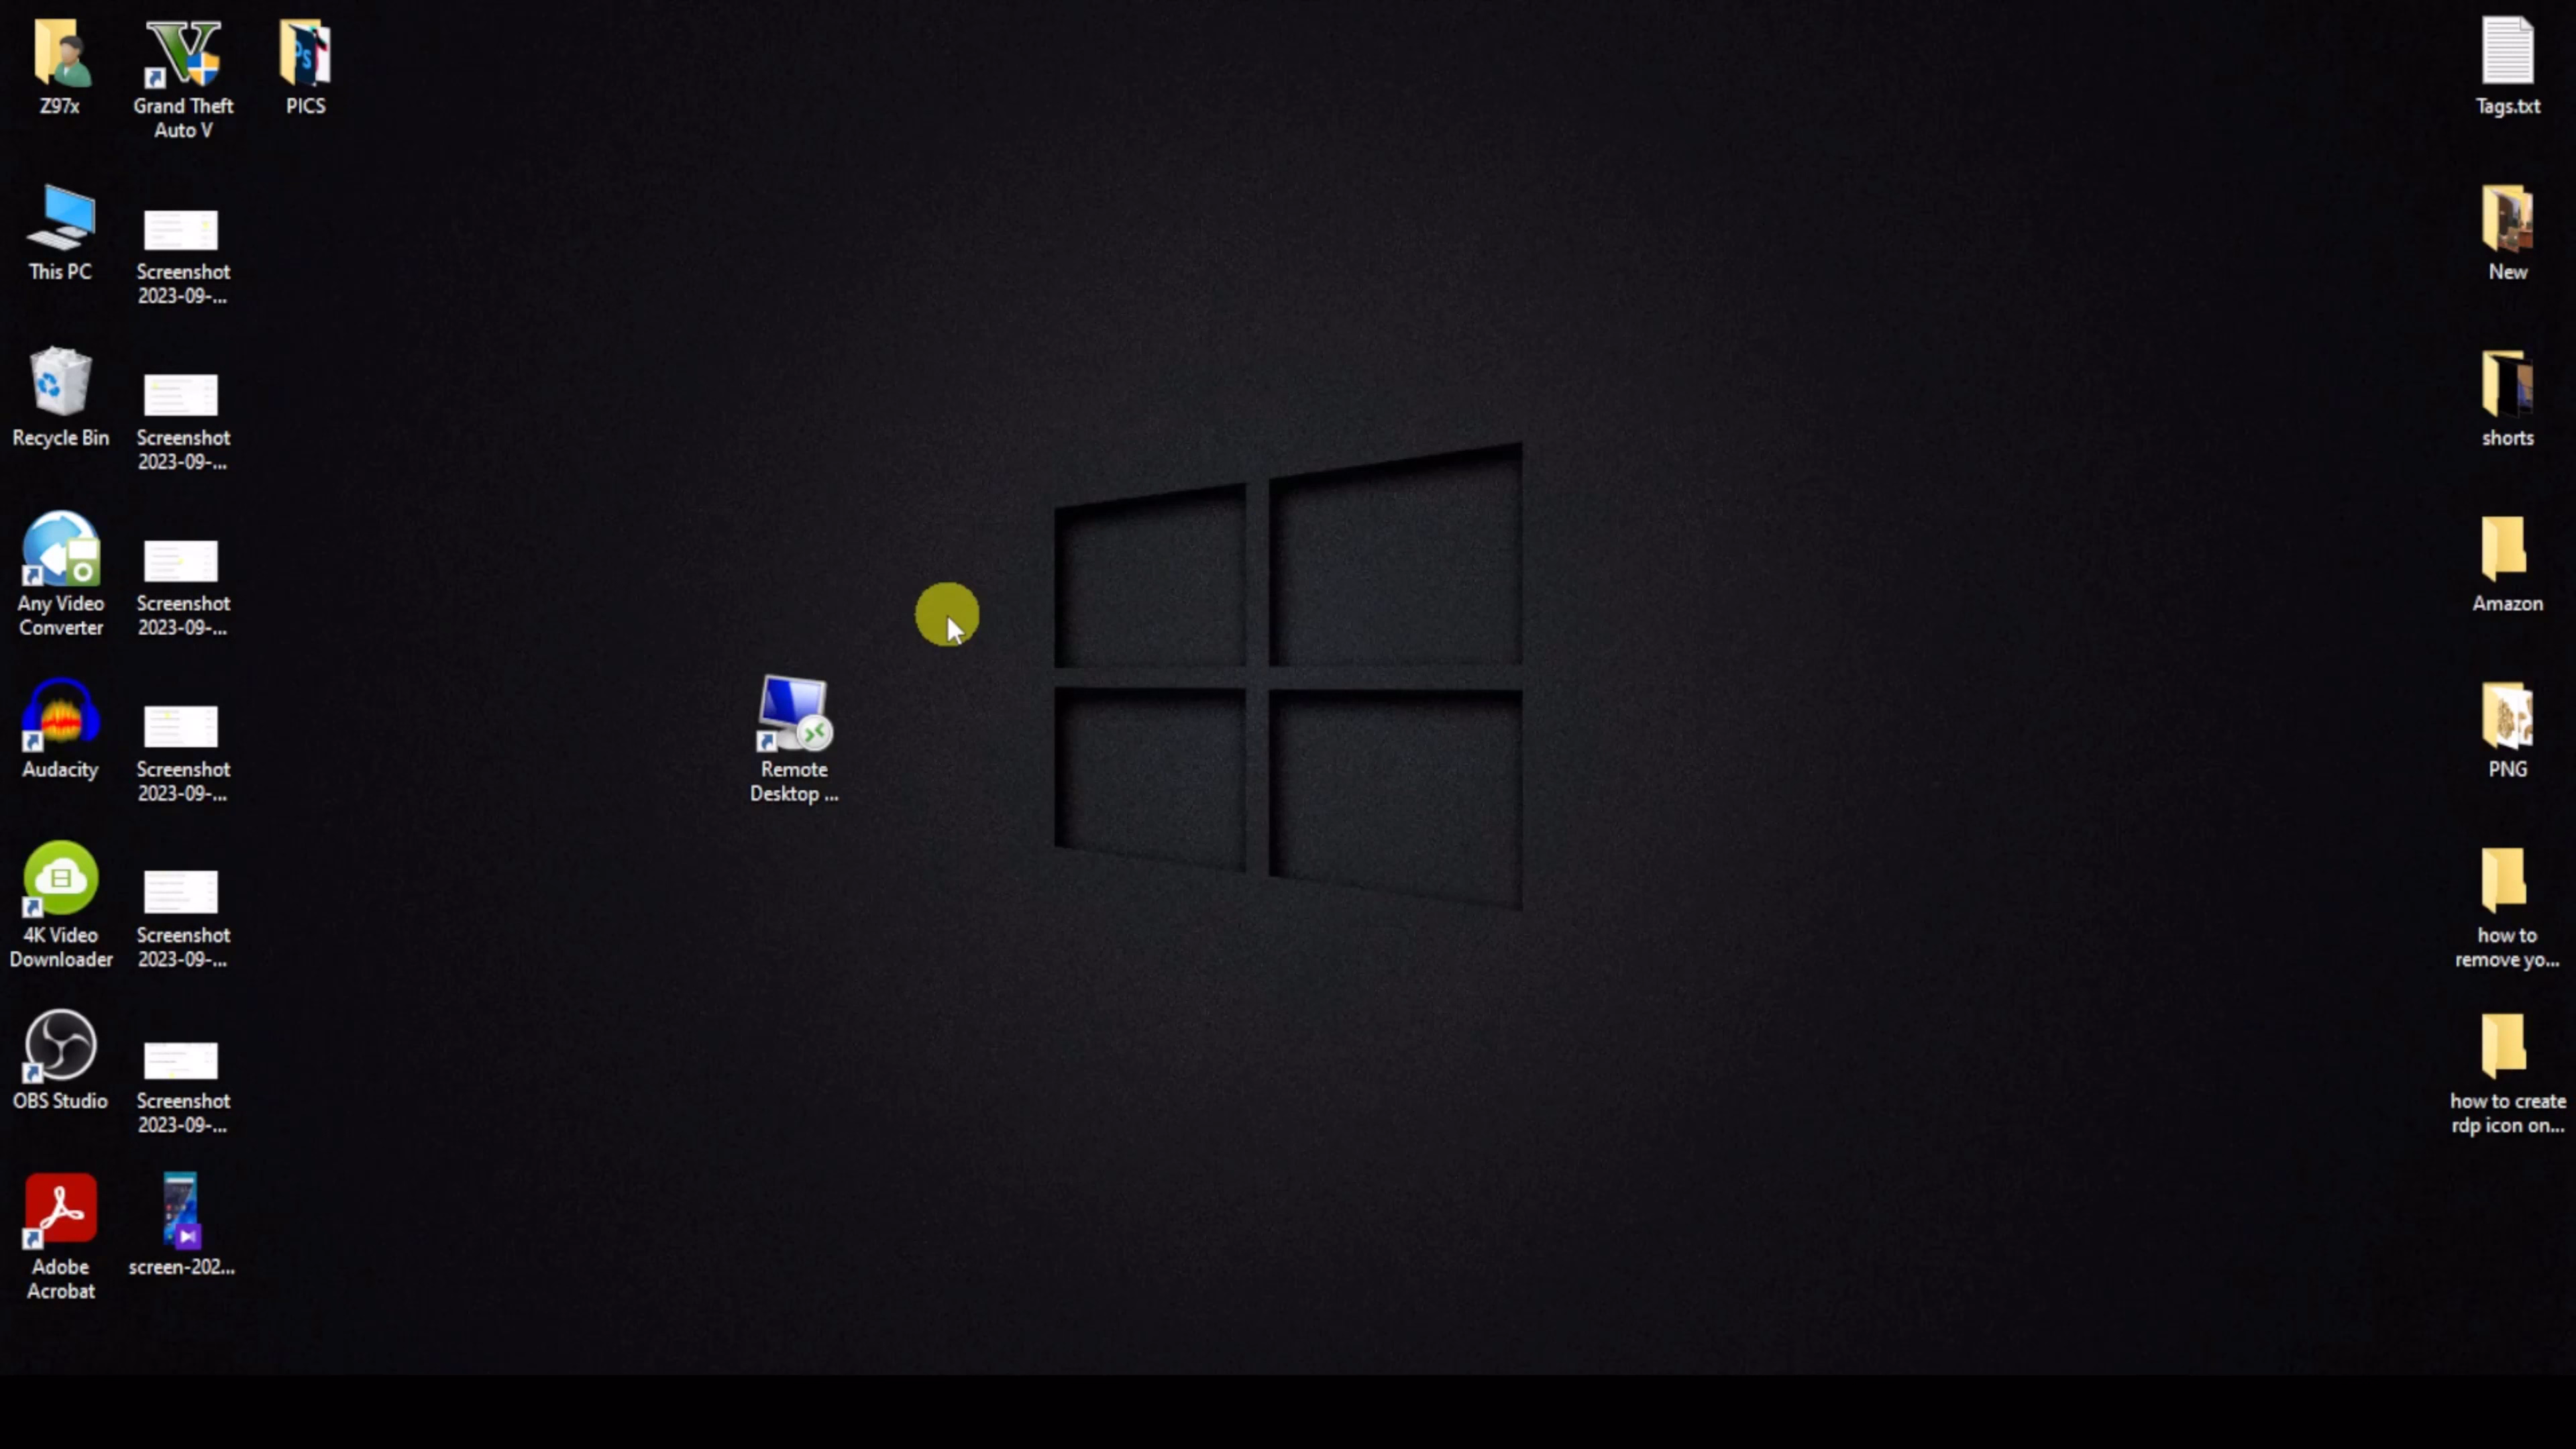 Z97x
Grand Theft
Auto V
PICS
Tags.txt
This PC
Screenshot
2023-09-...
New
Recycle Bin
Screenshot
2023-09-...
shorts
Any Video
Converter
Screenshot
2023-09-...
Amazon
Audacity
Screenshot
2023-09-...
Remote
Desktop ...
PNG
4K Video
Downloader
Screenshot
2023-09-...
how to
remove yo...
OBS Studio
Screenshot
2023-09-...
how to create
rdp icon on...
Adobe
Acrobat
screen-202...